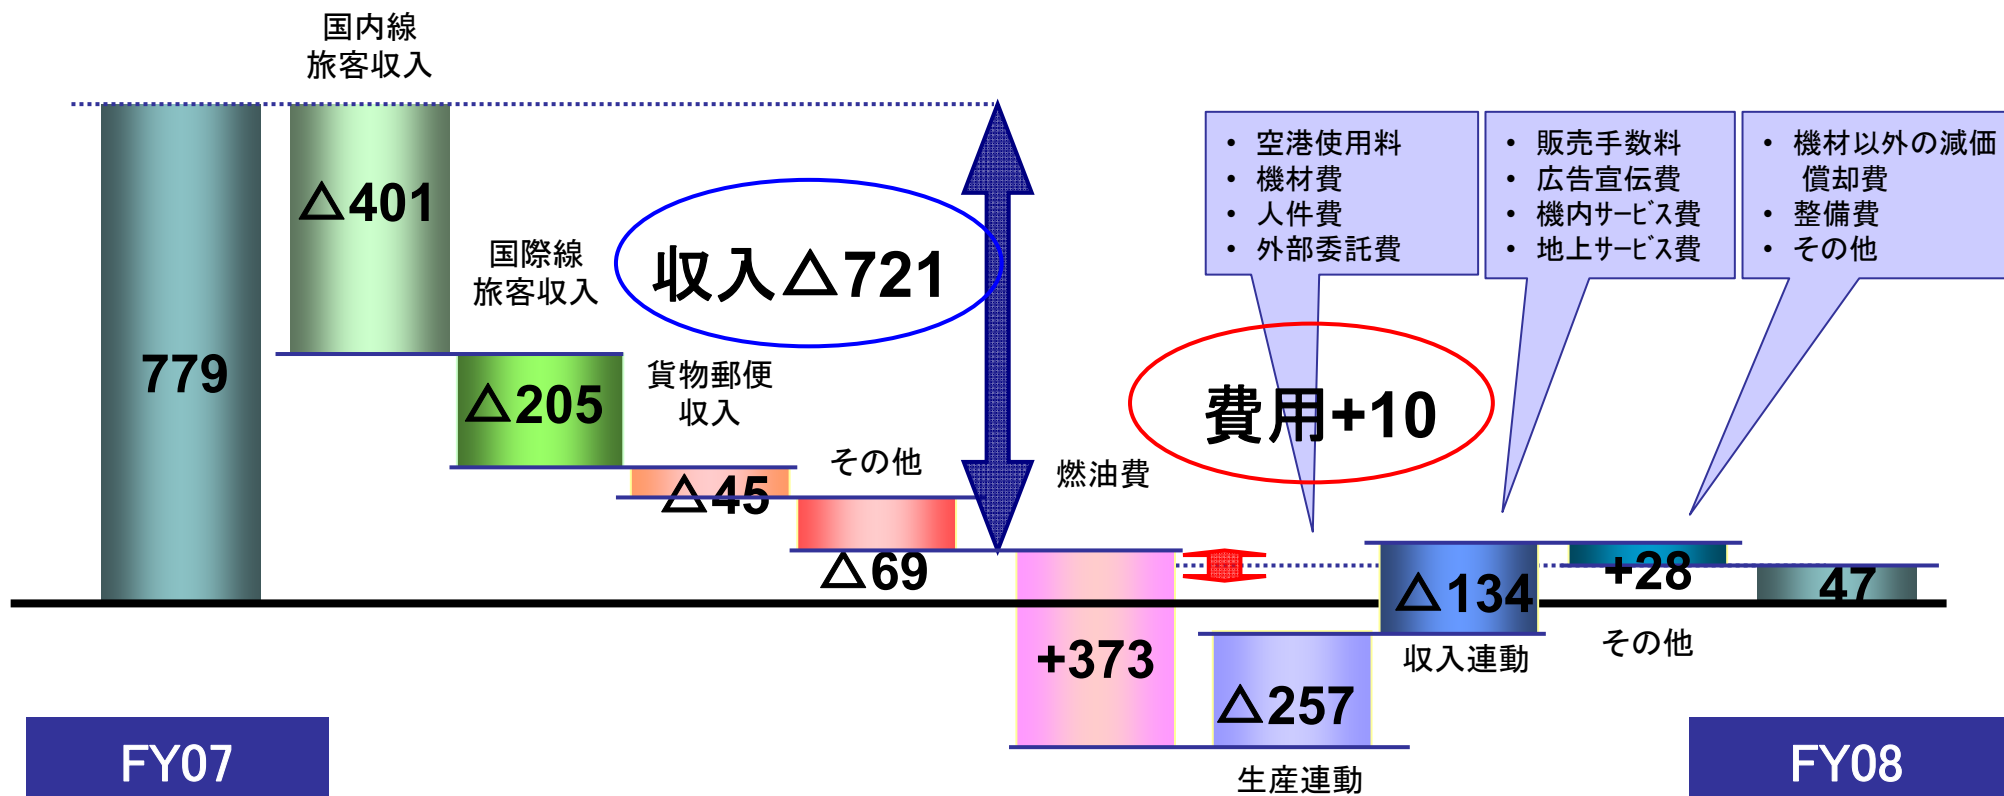 国内線
旅客収入
779
△401
国際線
旅客収入
△205
収入△721
貨物郵便
収入
△45
その他
△69
燃油費
+373
費用+10
• 空港使用料
• 機材費
• 人件費
• 外部委託費
• 販売手数料
• 広告宣伝費
• 機内ｻｰﾋﾞｽ費
• 地上ｻｰﾋﾞｽ費
• 機材以外の減価
償却費
• 整備費
• その他
△257
生産連動
△134
収入連動
+28
その他
47
FY07
FY08